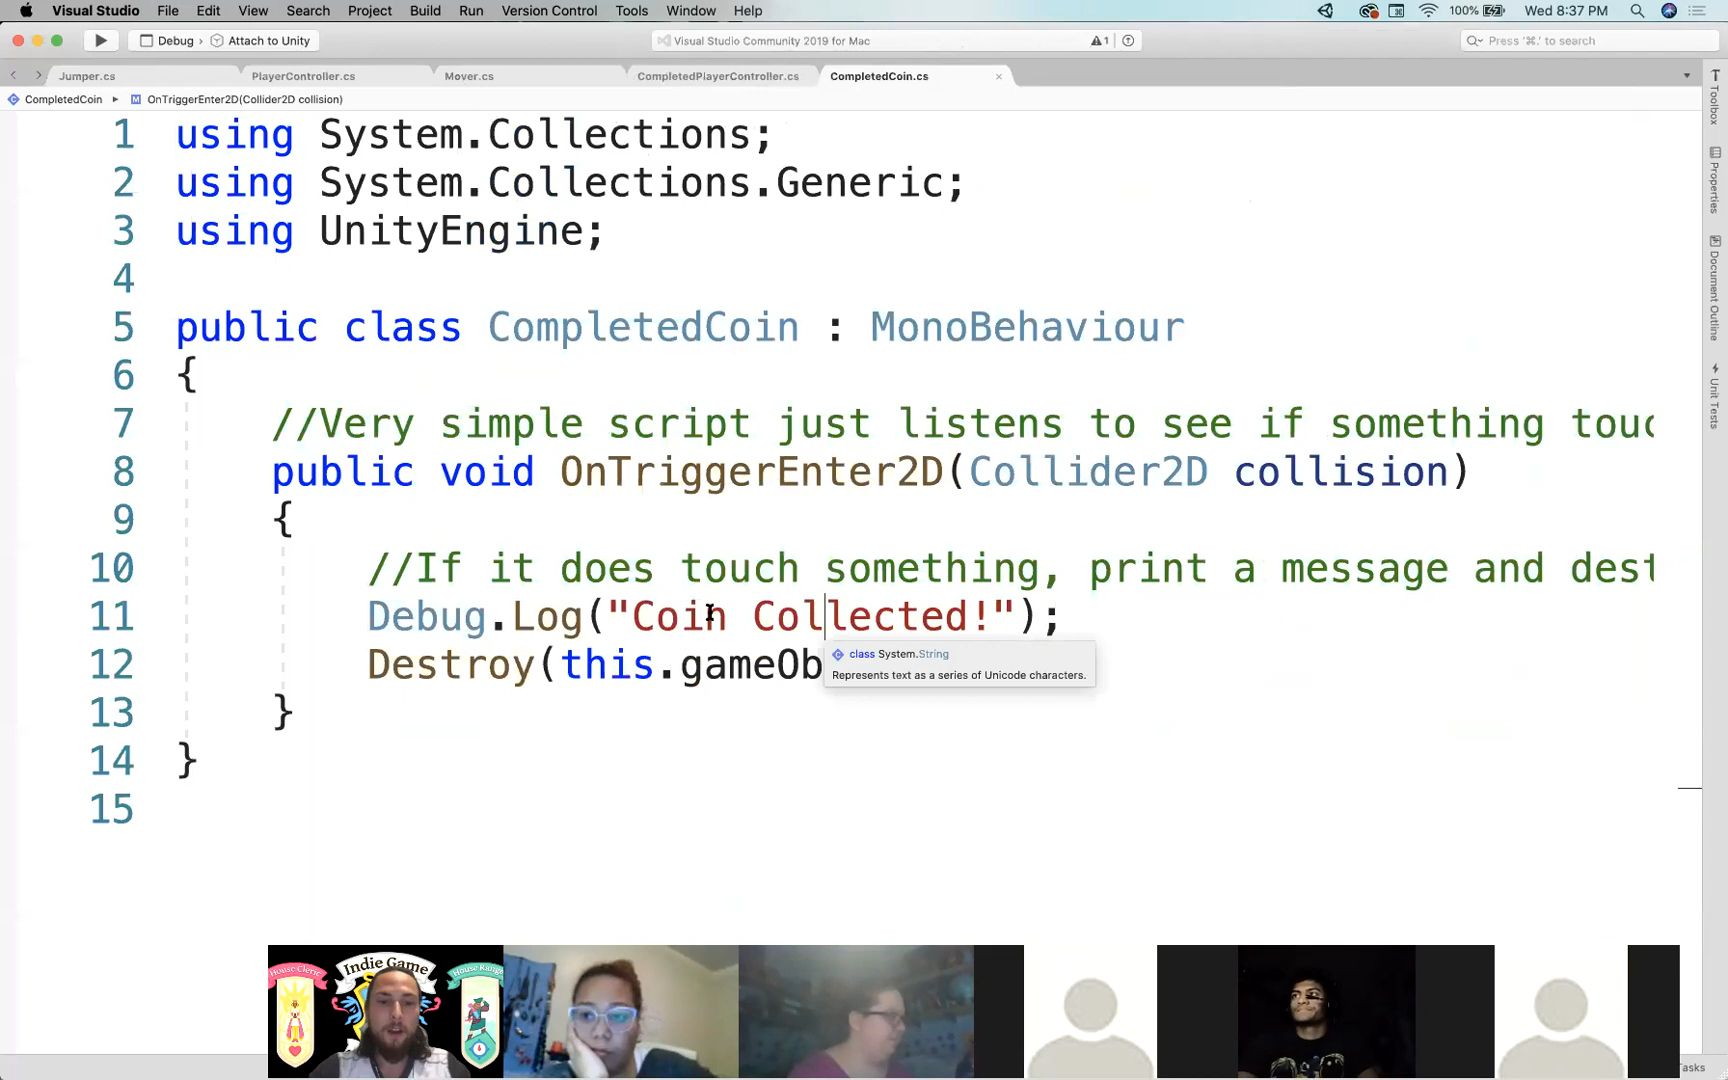 Visual Studio File Edit View Search Project Build Run Version Control Tools Window Help 100% Wed 8:37 PM
Debug › Attach to Unity Visual Studio Community 2019 for Mac 1 Press '⌘.' to search
Jumper.cs PlayerController.cs Mover.cs CompletedPlayerController.cs CompletedCoin.cs
CompletedCoin OnTriggerEnter2D(Collider2D collision)
1 using System.Collections;
2 using System.Collections.Generic;
3 using UnityEngine;
4
5 public class CompletedCoin : MonoBehaviour
6 {
7 //Very simple script just listens to see if something touc
8 public void OnTriggerEnter2D(Collider2D collision)
9 {
10 //If it does touch something, print a message and dest
11 Debug.Log("Coin Collected!");
class System.String
12 Destroy(this.gameOb
Represents text as a series of Unicode characters.
13 }
14 }
15
Toolbox
Properties
Document Outline
Unit Tests
House Cleric
Indie Game
House Range
Tasks